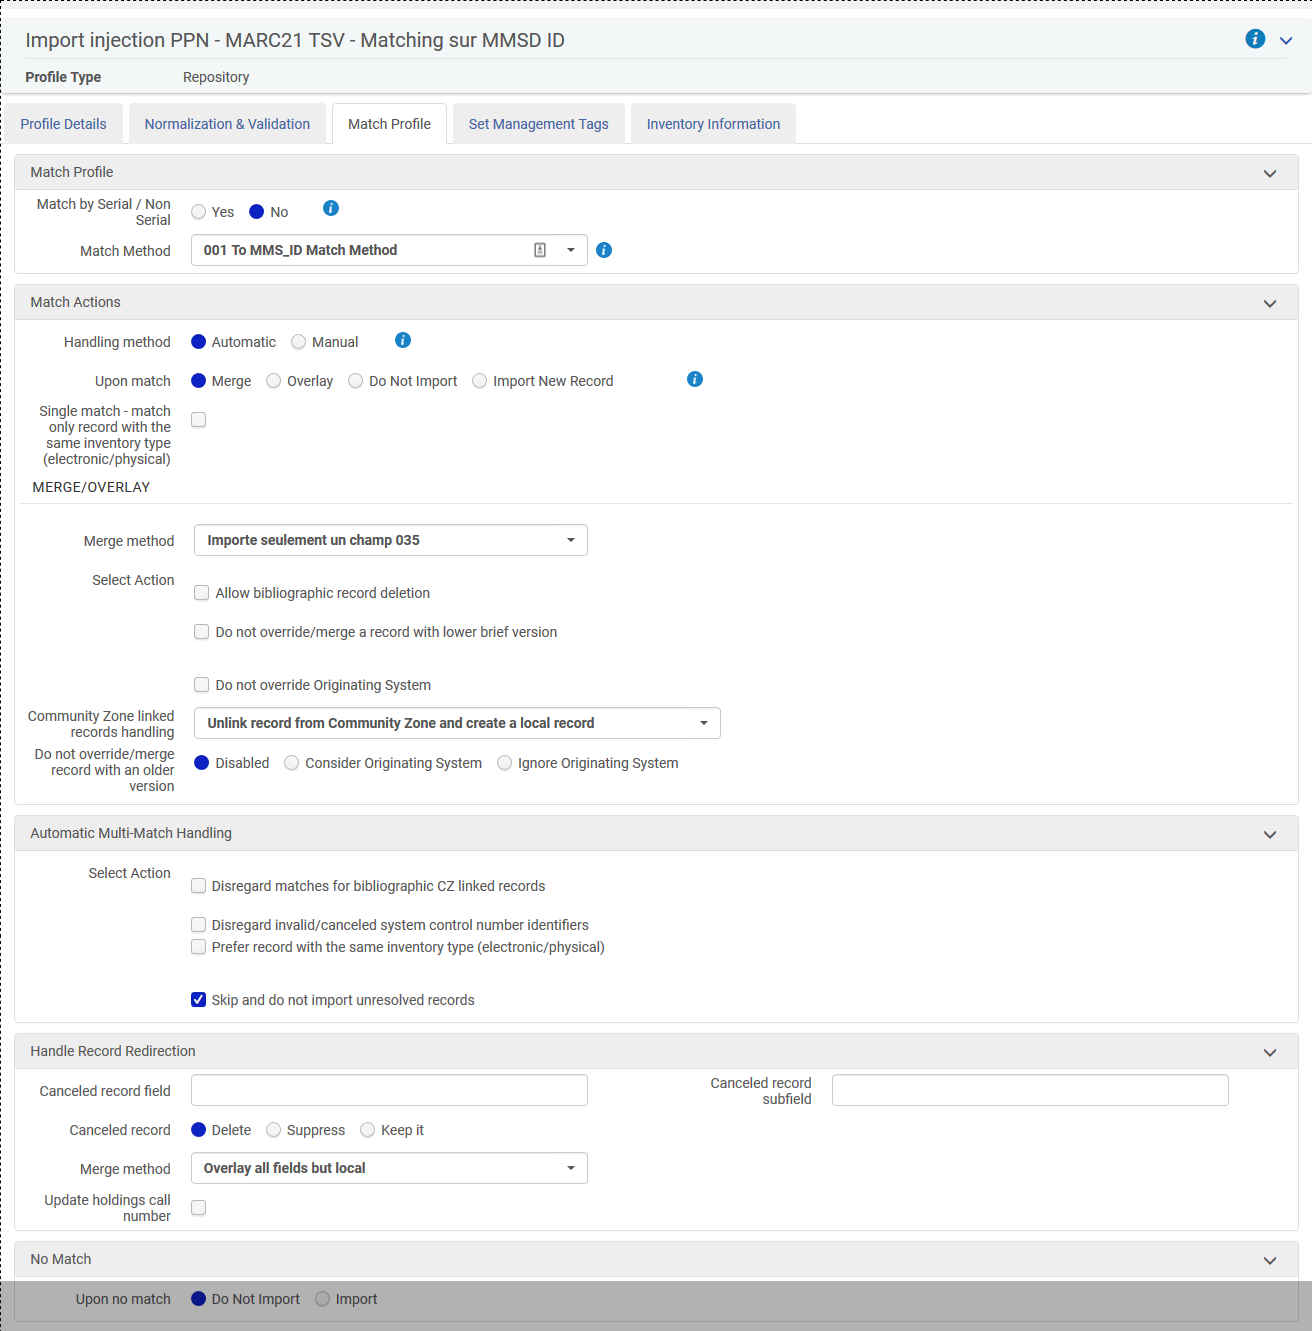 Import injection PPN - MARC21 TSV - Matching sur MMSD ID
Profile Type Repository
Profile Details Normalization & Validation Match Profile Set Management Tags Inventory Information
Match Profile
Match by Serial / Non Serial Yes No
Match Method 001 To MMS_ID Match Method
Match Actions
Handling method Automatic Manual
Upon match Merge Overlay Do Not Import Import New Record
Single match - match
only record with the
same inventory type
(electronic/physical)
MERGE/OVERLAY
Merge method Importe seulement un champ 035
Select Action
Allow bibliographic record deletion
Do not override/merge a record with lower brief version
Do not override Originating System
Community Zone linked
records handling
Unlink record from Community Zone and create a local record
Do not override/merge
record with an older
version
Disabled Consider Originating System Ignore Originating System
Automatic Multi-Match Handling
Select Action
Disregard matches for bibliographic CZ linked records
Disregard invalid/canceled system control number identifiers
Prefer record with the same inventory type (electronic/physical)
Skip and do not import unresolved records
Handle Record Redirection
Canceled record field
Canceled record
subfield
Canceled record Delete Suppress Keep it
Merge method Overlay all fields but local
Update holdings call
number
No Match
Upon no match Do Not Import Import